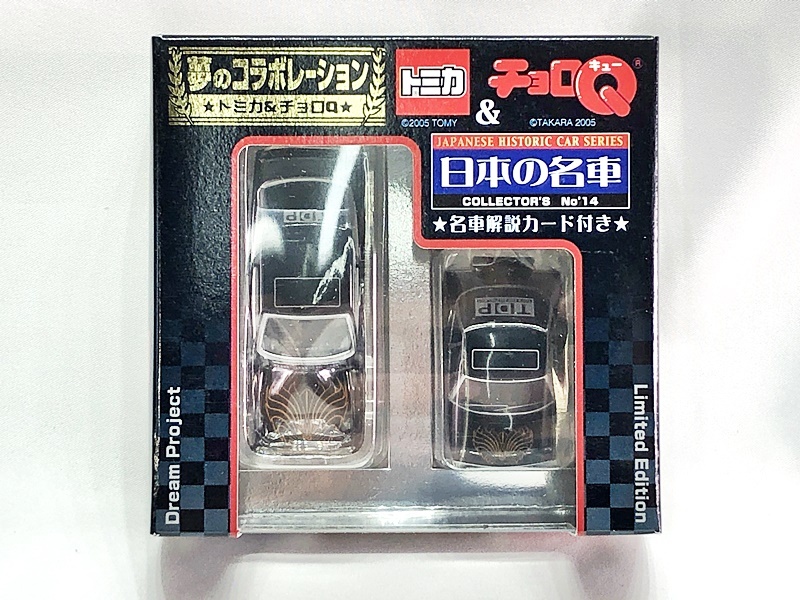 夢のコラボレーション
★トミカ&チョロQ★
トミカ
©2005 TOMY
&
チョロQ
キュー
®
©TAKARA 2005
JAPANESE HISTORIC CAR SERIES
日本の名車
COLLECTOR'S No'14
★名車解説カード付き★
TDP
TDP
Dream Project
Limited Edition